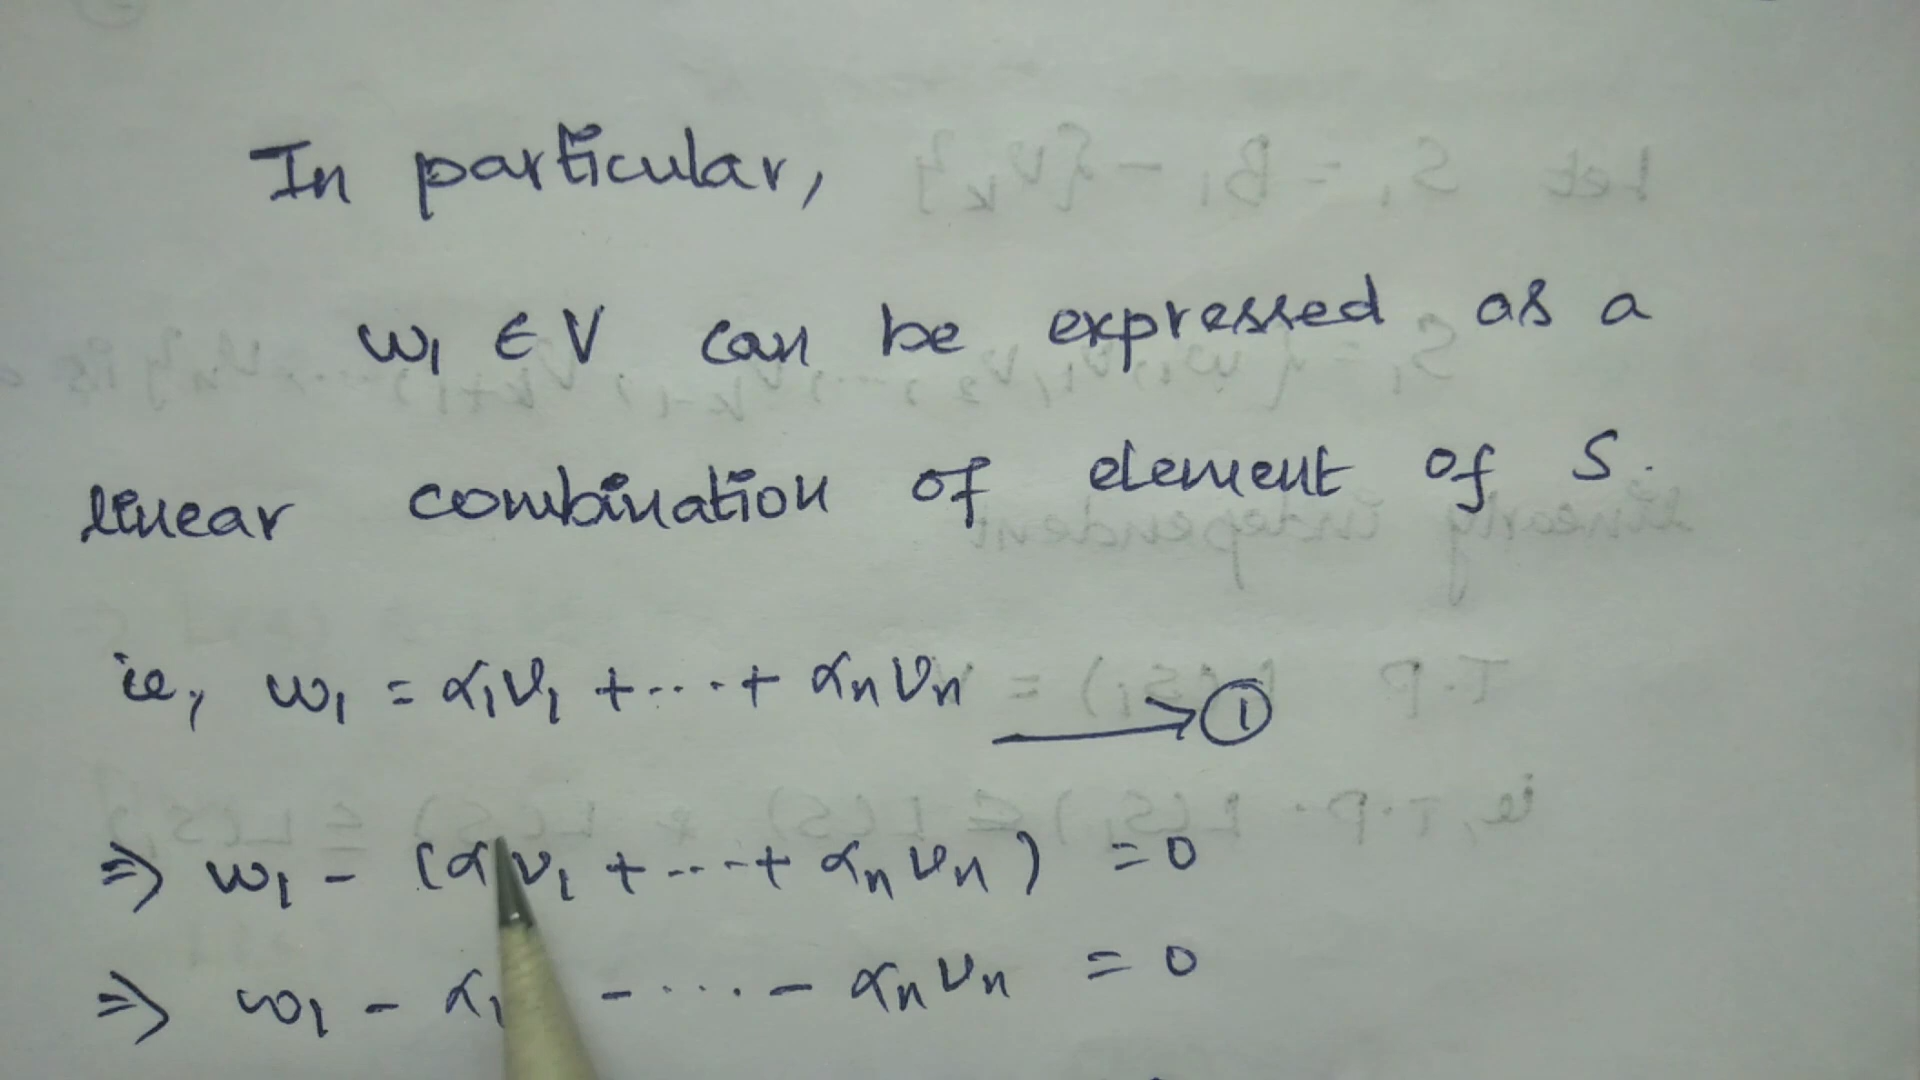 In particular,
w₁ ∈ V can be expressed as a
linear combination of element of S.
ie, w₁ = α₁v₁ + ... + αₙvₙ → ①
⇒ w₁ - (α₁v₁ + ... + αₙvₙ) = 0
⇒ w₁ - α₁ - ... - αₙvₙ = 0